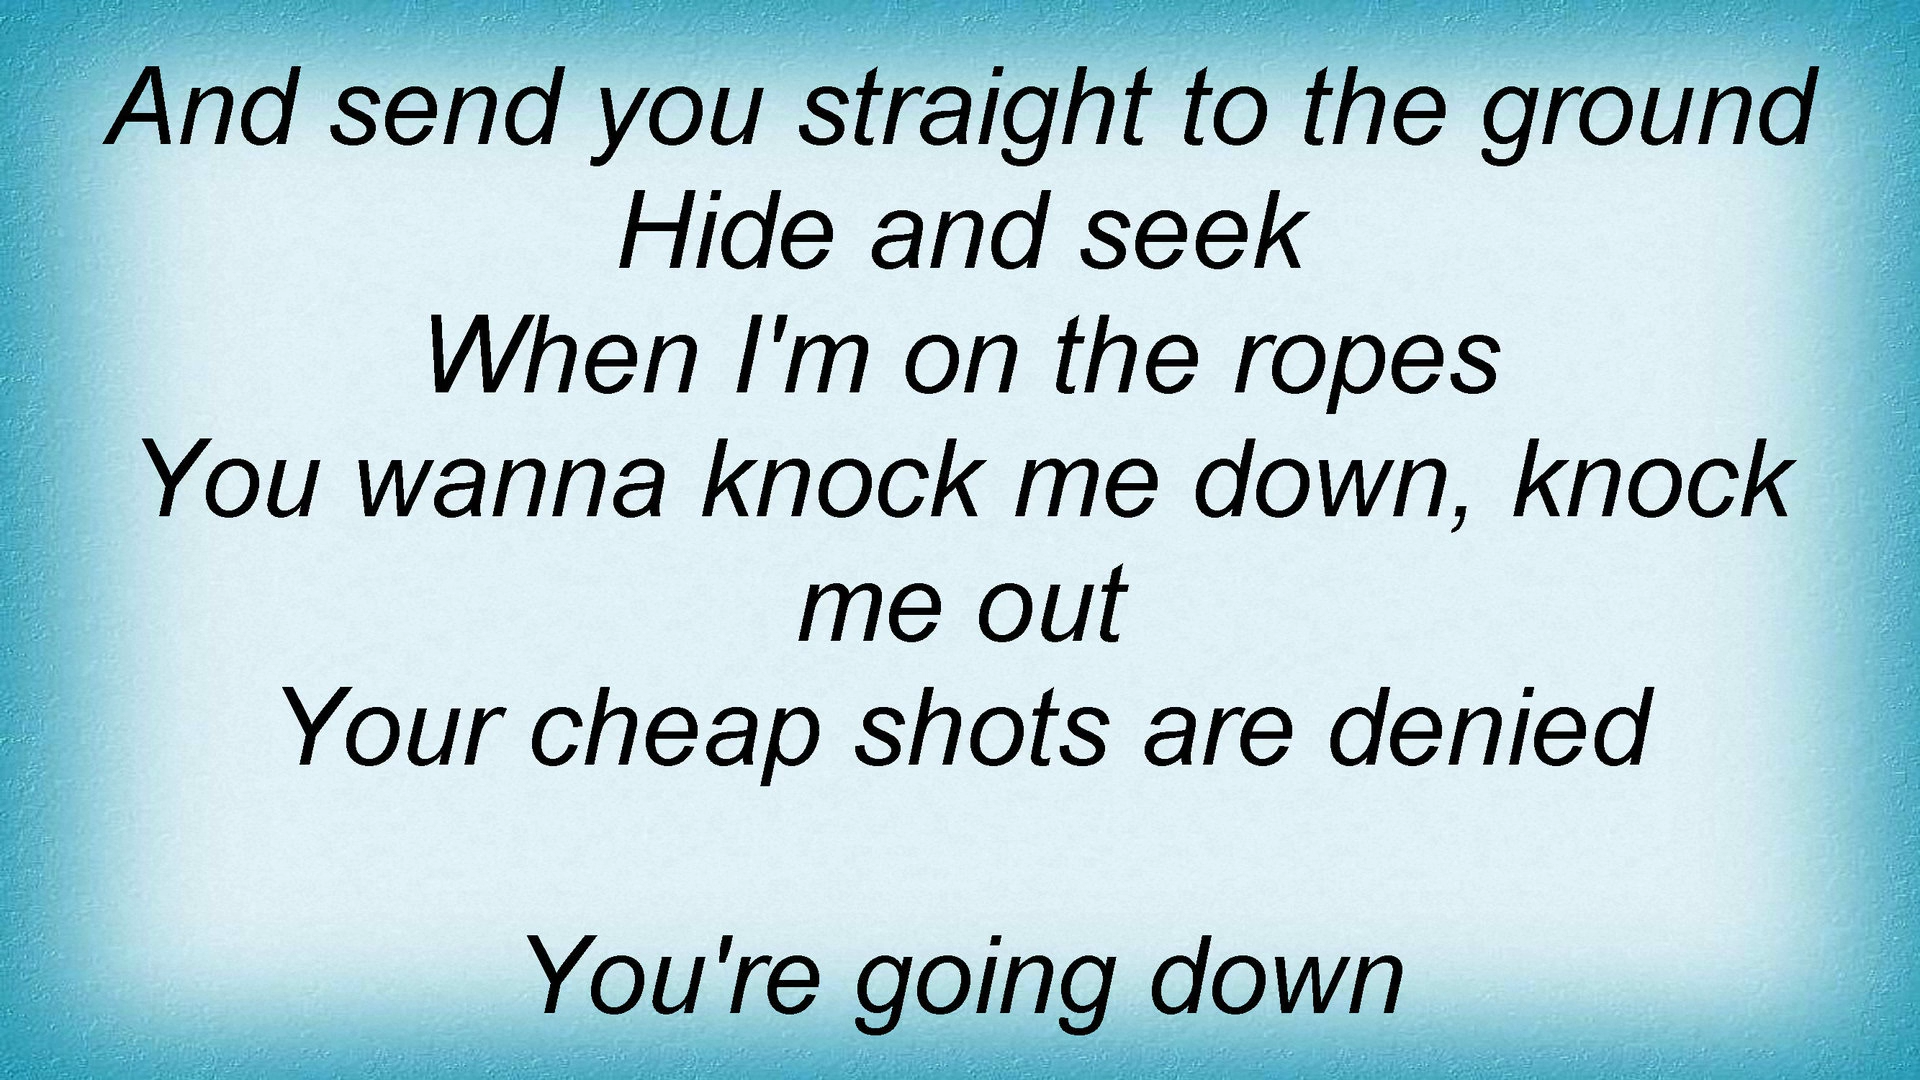 And send you straight to the ground
Hide and seek
When I'm on the ropes
You wanna knock me down, knock
me out
Your cheap shots are denied
You're going down